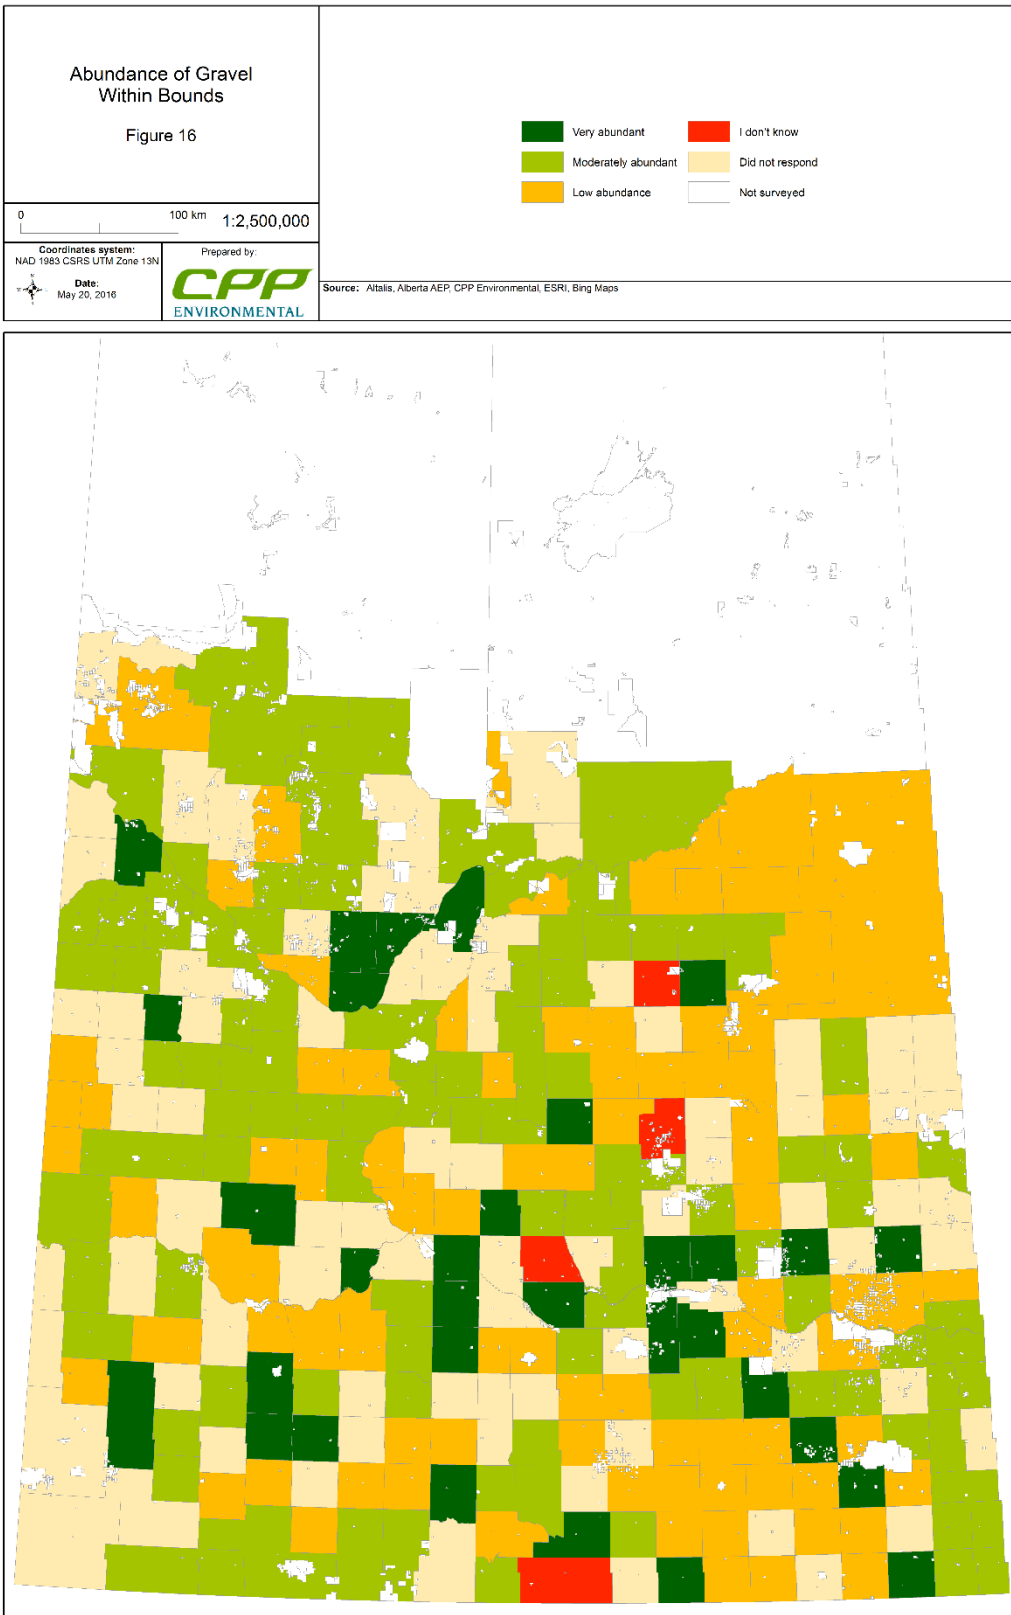 Abundance of Gravel
Within Bounds
Figure 16
0 100 km 1:2,500,000
Coordinates system:
NAD 1983 CSRS UTM Zone 13N
Date:
May 20, 2016
Prepared by:
CPP
ENVIRONMENTAL
Very abundant
Moderately abundant
Low abundance
I don't know
Did not respond
Not surveyed
Source: Altalis, Alberta AEP, CPP Environmental, ESRI, Bing Maps